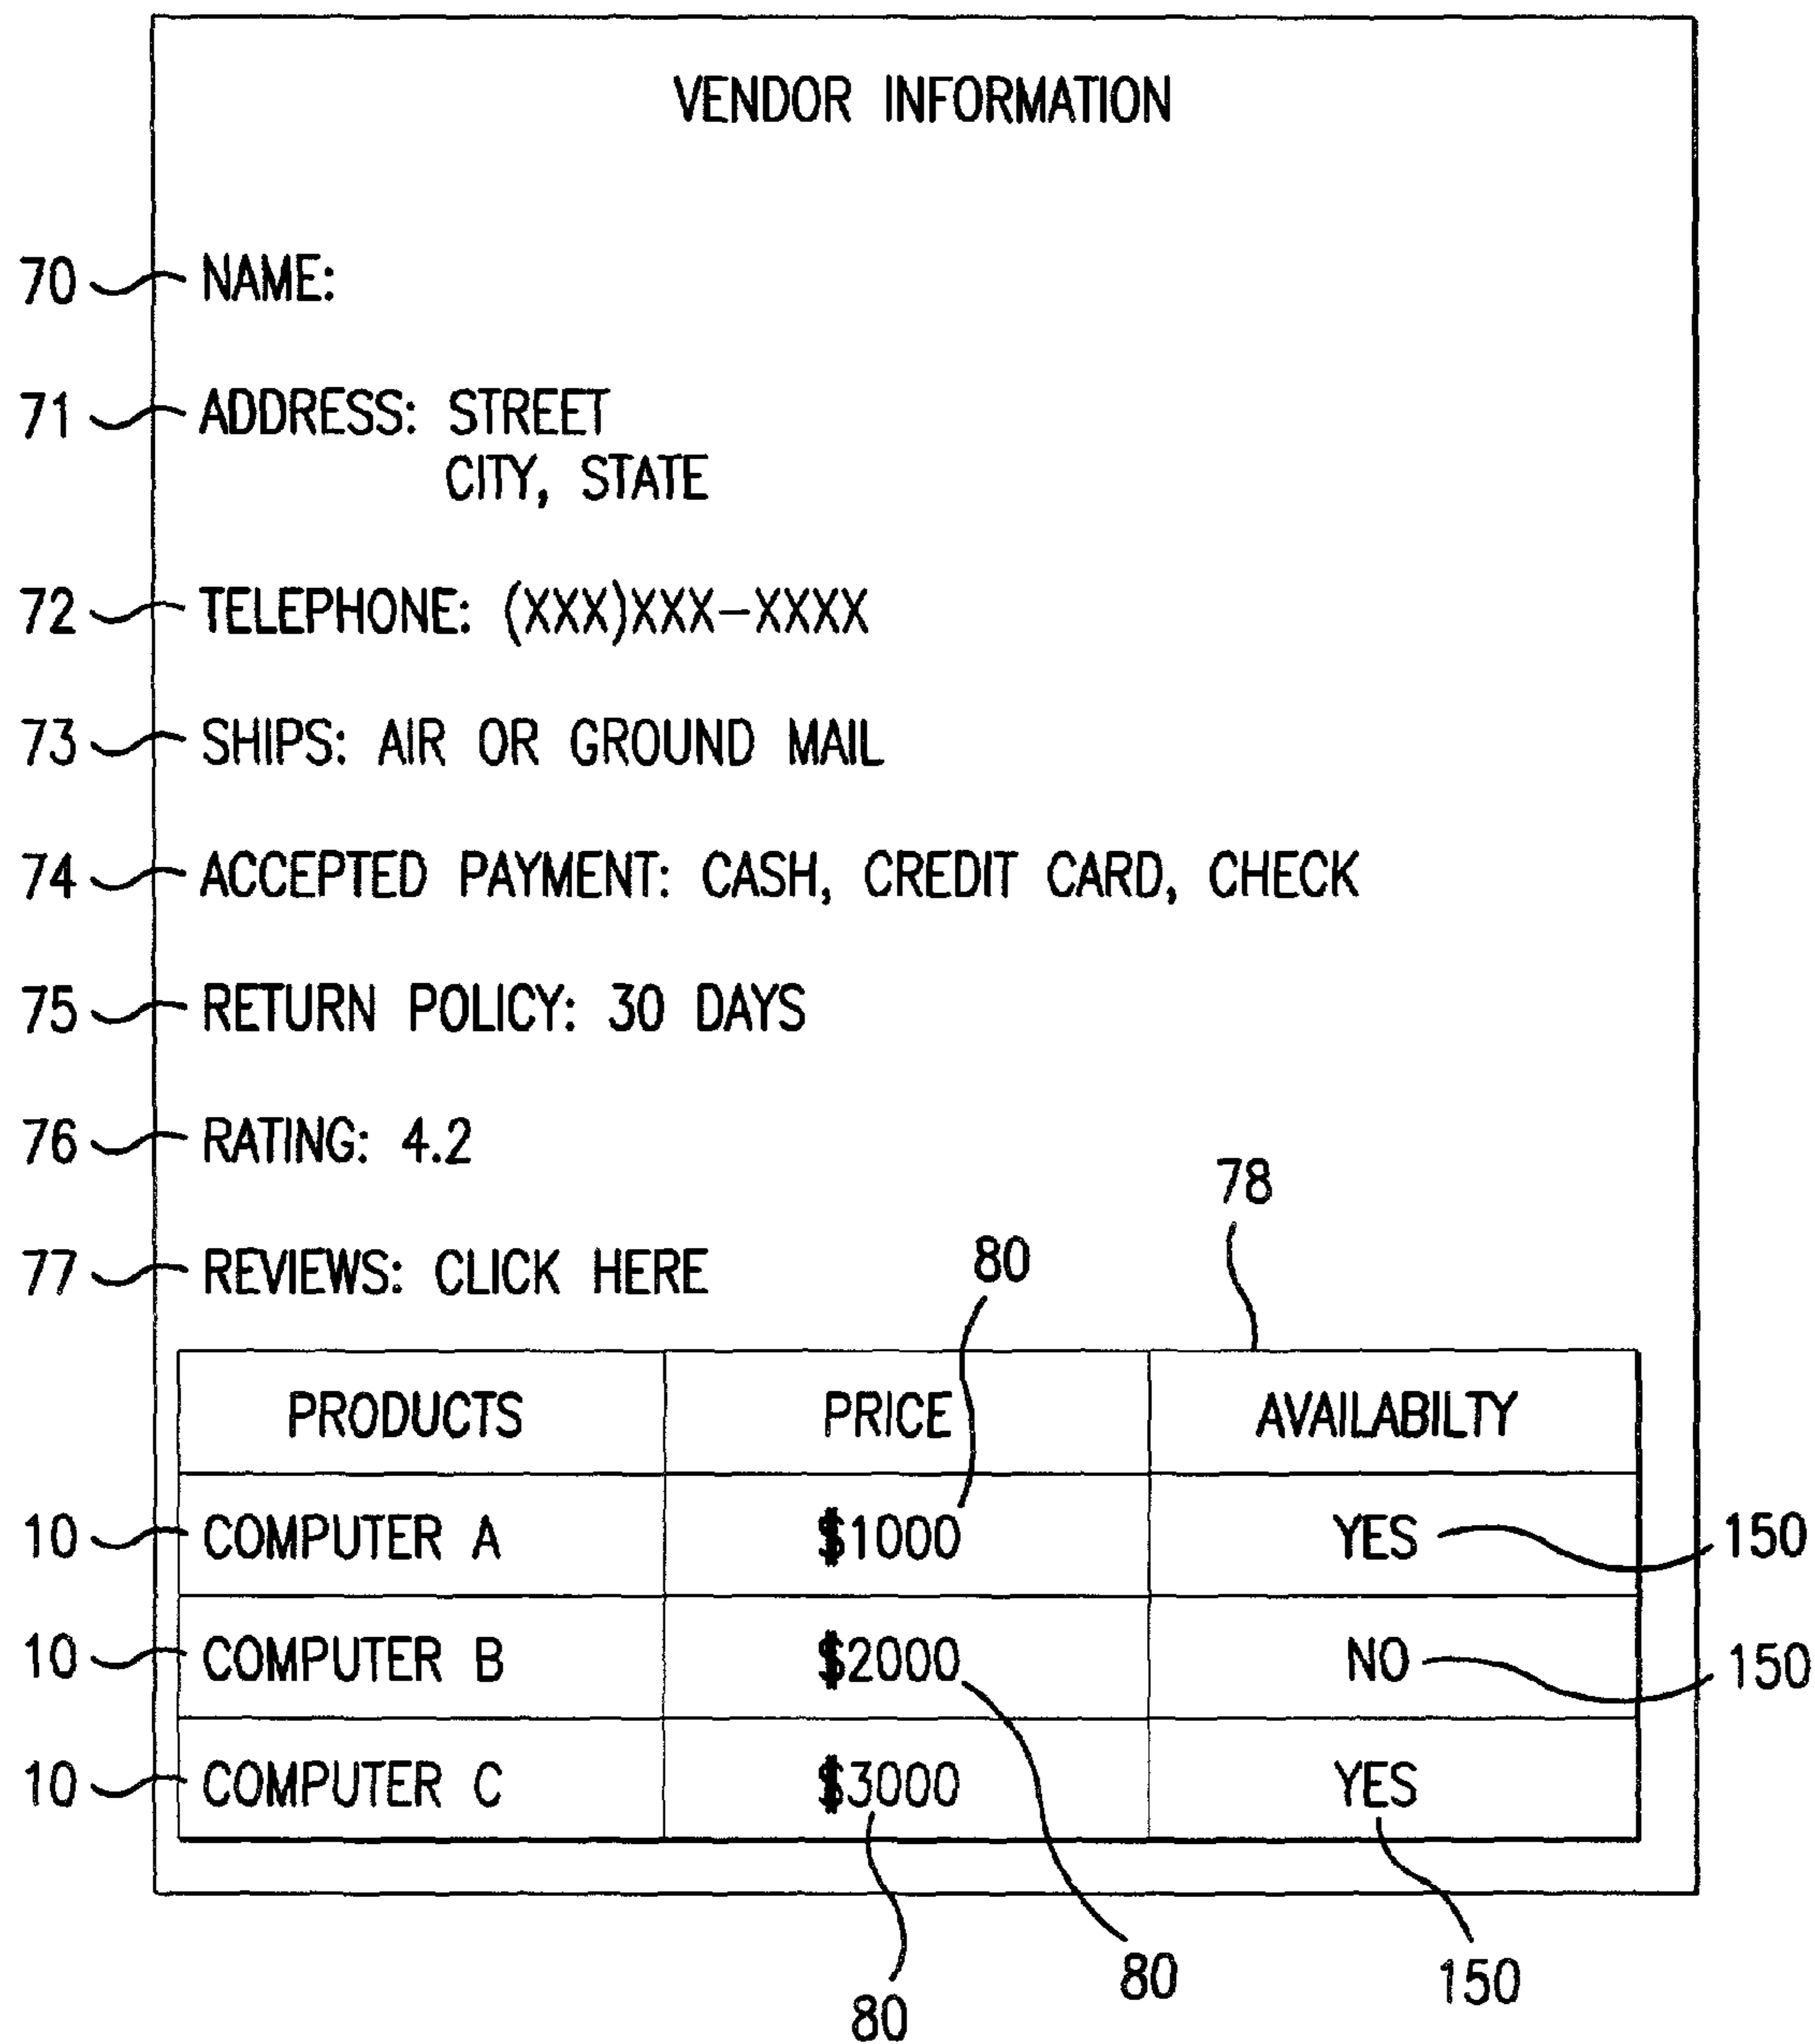 VENDOR INFORMATION
70 NAME:
71 ADDRESS: STREET
CITY, STATE
72 TELEPHONE: (XXX)XXX-XXXX
73 SHIPS: AIR OR GROUND MAIL
74 ACCEPTED PAYMENT: CASH, CREDIT CARD, CHECK
75 RETURN POLICY: 30 DAYS
76 RATING: 4.2
78
77 REVIEWS: CLICK HERE
80
PRODUCTS PRICE AVAILABILTY
10 COMPUTER A $1000 YES 150
10 COMPUTER B $2000 NO 150
10 COMPUTER C $3000 YES
80 80 150